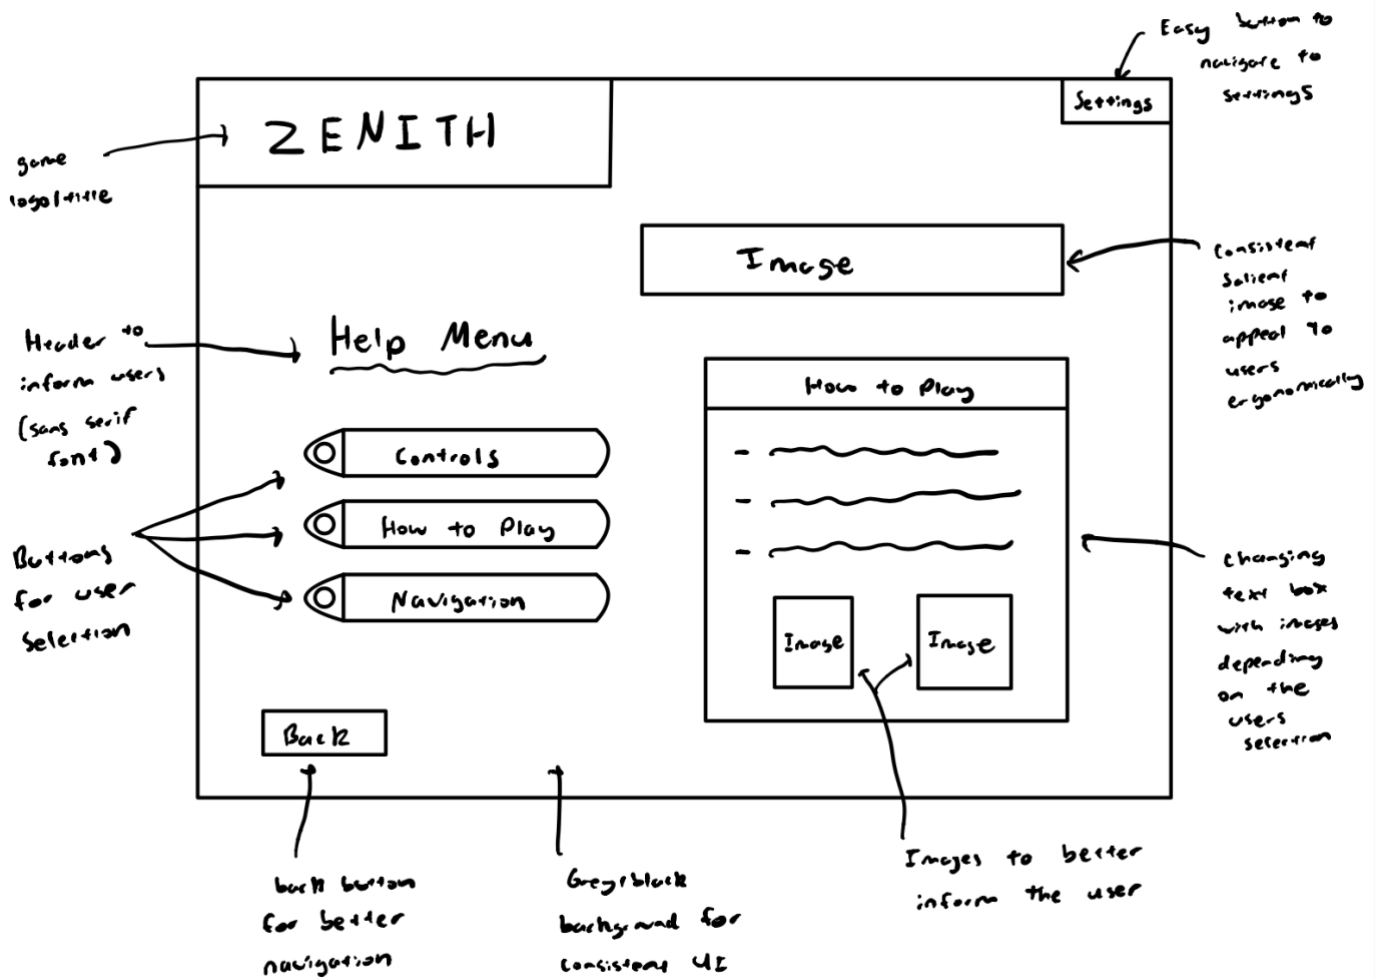 Easy button to
navigate to
settings
Settings
ZENITH
game
logo/title
Image
Consistent
Salient
image to
appeal to
users
ergonomically
Header to
inform users
(sans serif
font)
Help Menu
How to Play
Controls
How to Play
Navigation
Buttons
for user
Selection
Changing
text box
with images
depending
on the
users
selection
Image
Image
Back
back button
for better
navigation
Grey/black
background for
consistent UI
Images to better
inform the user